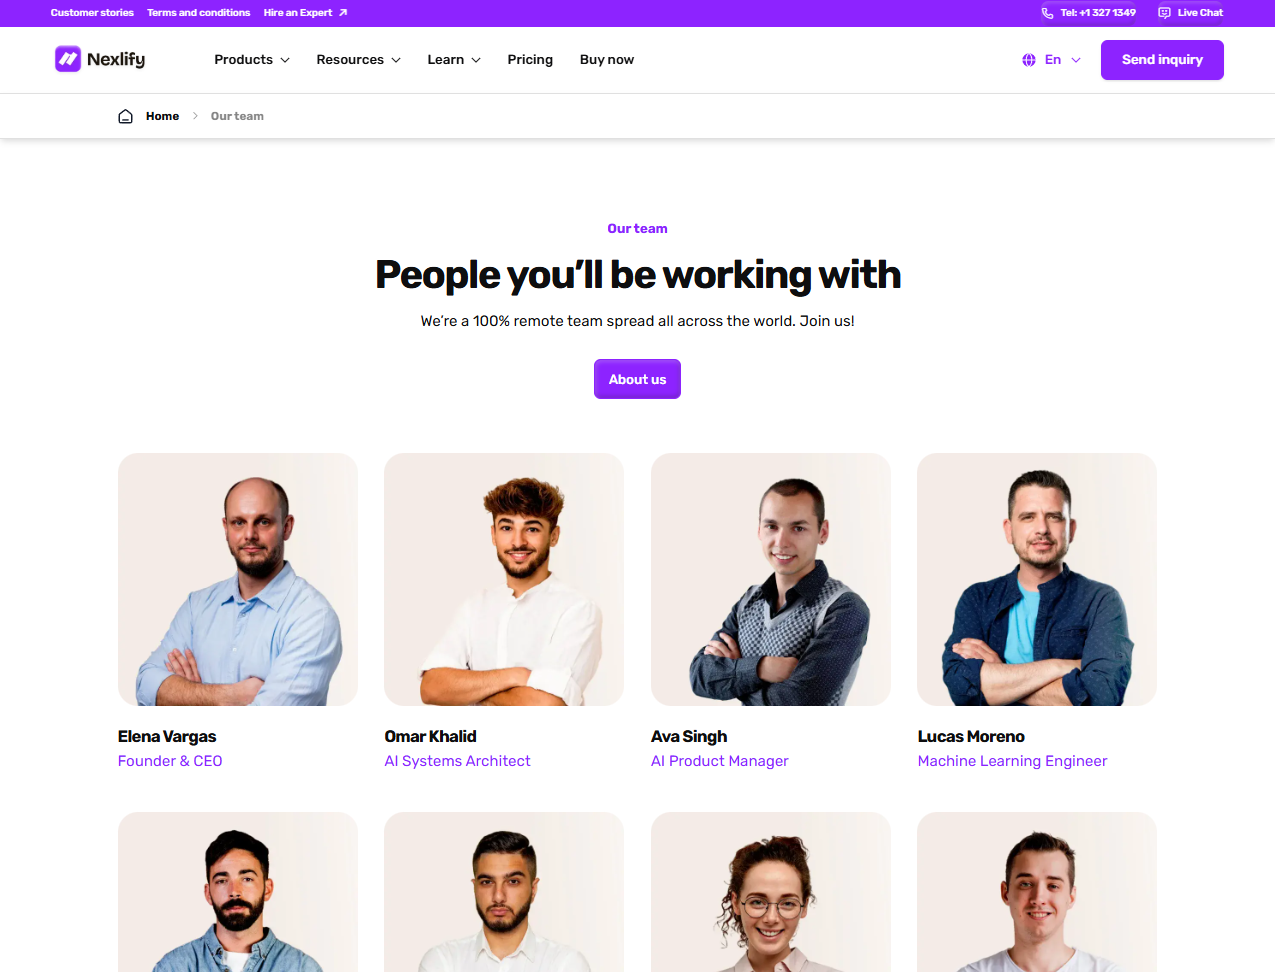 Customer stories Terms and conditions Hire an Expert Tel: +1 327 1349 Live Chat
Nexlify Products Resources Learn Pricing Buy now En Send inquiry
Home Our team
Our team
People you’ll be working with
We’re a 100% remote team spread all across the world. Join us!
About us
Elena Vargas Omar Khalid Ava Singh Lucas Moreno
Founder & CEO AI Systems Architect AI Product Manager Machine Learning Engineer